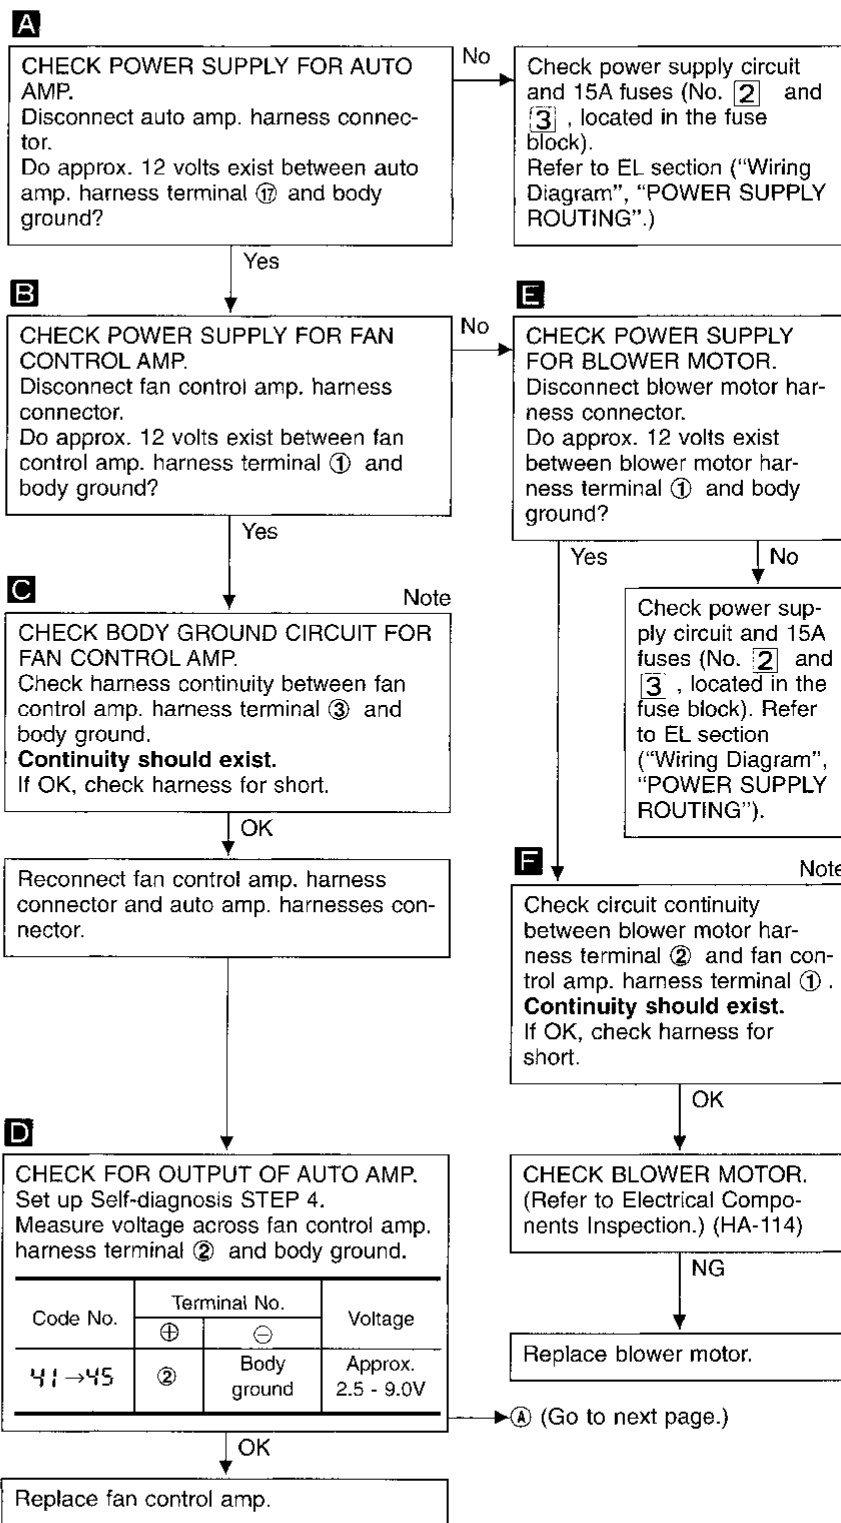 A
CHECK POWER SUPPLY FOR AUTO
AMP.
Disconnect auto amp. harness connec-
tor.
Do approx. 12 volts exist between auto
amp. harness terminal ⑰ and body
ground?
No
Check power supply circuit
and 15A fuses (No. 2 and
3 , located in the fuse
block).
Refer to EL section ("Wiring
Diagram", "POWER SUPPLY
ROUTING".)
Yes
B
CHECK POWER SUPPLY FOR FAN
CONTROL AMP.
Disconnect fan control amp. harness
connector.
Do approx. 12 volts exist between fan
control amp. harness terminal ① and
body ground?
No
E
CHECK POWER SUPPLY
FOR BLOWER MOTOR.
Disconnect blower motor har-
ness connector.
Do approx. 12 volts exist
between blower motor har-
ness terminal ① and body
ground?
Yes
Yes
No
C
Note
CHECK BODY GROUND CIRCUIT FOR
FAN CONTROL AMP.
Check harness continuity between fan
control amp. harness terminal ③ and
body ground.
Continuity should exist.
If OK, check harness for short.
Check power sup-
ply circuit and 15A
fuses (No. 2 and
3 , located in the
fuse block). Refer
to EL section
("Wiring Diagram",
"POWER SUPPLY
ROUTING").
OK
Reconnect fan control amp. harness
connector and auto amp. harnesses con-
nector.
F
Note
Check circuit continuity
between blower motor har-
ness terminal ② and fan con-
trol amp. harness terminal ① .
Continuity should exist.
If OK, check harness for
short.
OK
D
CHECK FOR OUTPUT OF AUTO AMP.
Set up Self-diagnosis STEP 4.
Measure voltage across fan control amp.
harness terminal ② and body ground.
Code No. Terminal No. Voltage
⊕ ⊖
41→45 ② Body ground Approx. 2.5 - 9.0V
CHECK BLOWER MOTOR.
(Refer to Electrical Compo-
nents Inspection.) (HA-114)
NG
Replace blower motor.
Ⓐ (Go to next page.)
OK
Replace fan control amp.